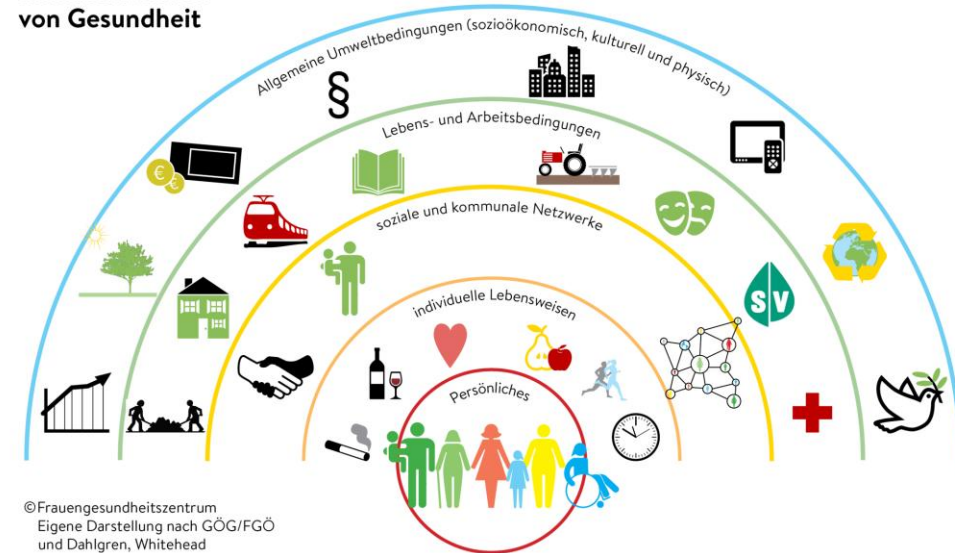 von Gesundheit
Allgemeine Umweltbedingungen (sozioökonomisch, kulturell und physisch)
§
Lebens- und Arbeitsbedingungen
€
€
soziale und kommunale Netzwerke
individuelle Lebensweisen
S V
Persönliches
©Frauengesundheitszentrum
Eigene Darstellung nach GÖG/FGÖ
und Dahlgren, Whitehead